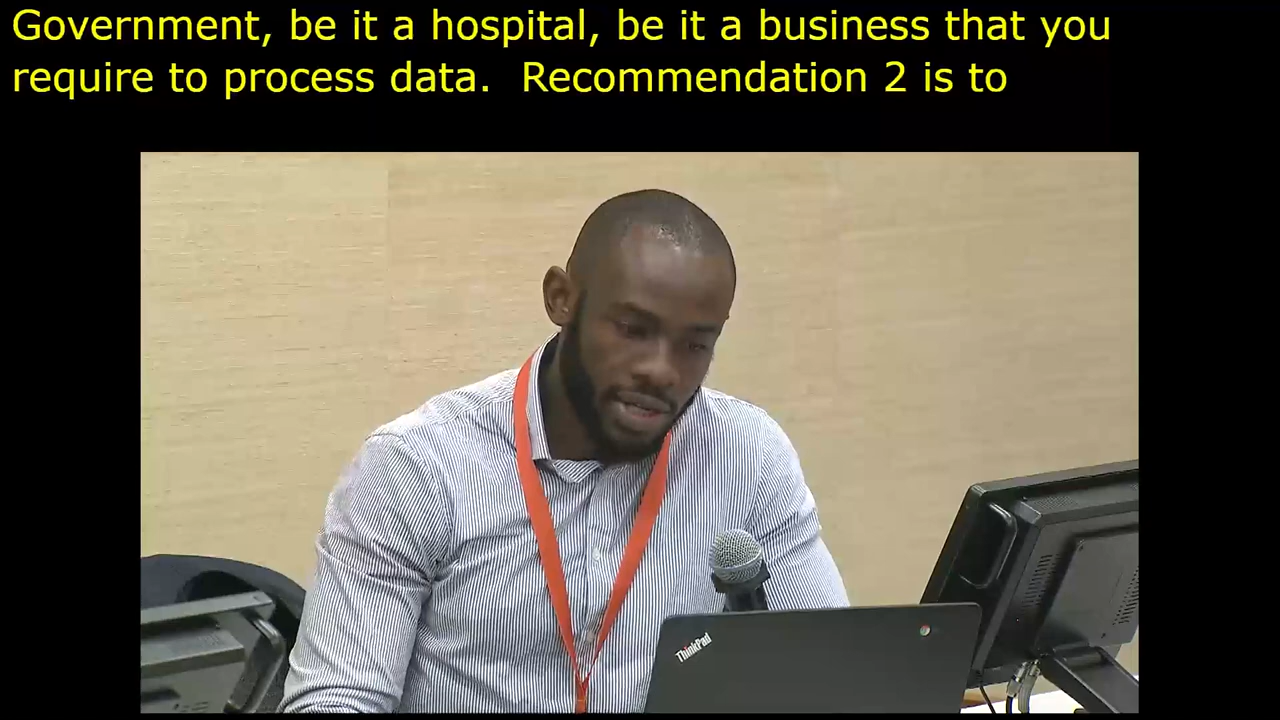 Government, be it a hospital, be it a business that you
require to process data.  Recommendation 2 is to
ThinkPad